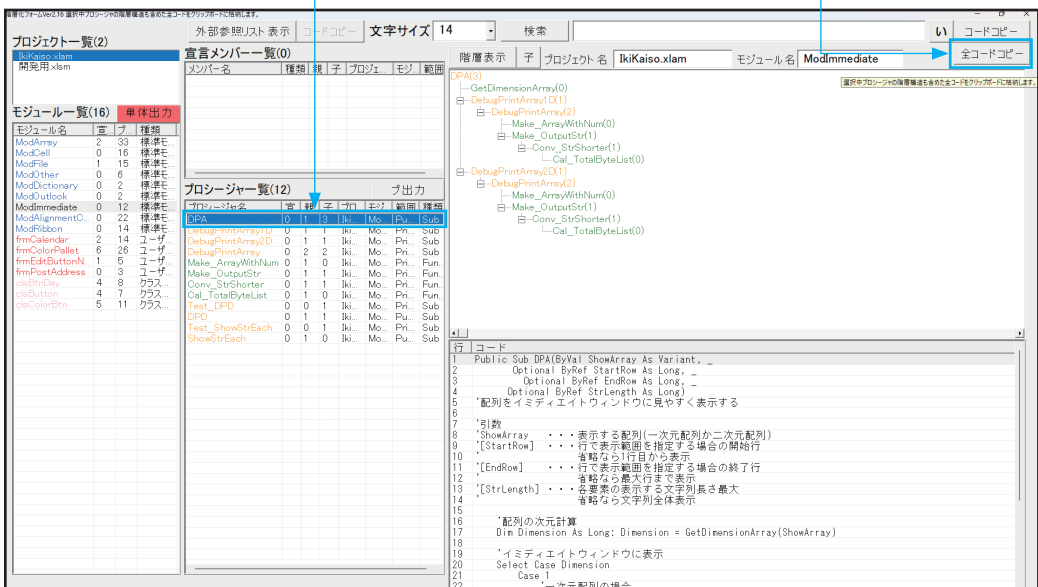 階層化フォームVer2.16 選択中プロシージャの階層構造も含めた全コードをクリップボードに格納します。
外部参照リスト表示 コードコピー 文字サイズ 14 検索 い コードコピー
プロジェクト一覧(2)
IkiKaiso.xlam
開発用.xlsm
宣言メンバー一覧(0)
メンバー名 種類 親 子 プロジェ... モジ... 範囲
階層表示 子 プロジェクト名 IkiKaiso.xlam モジュール名 ModImmediate 全コードコピー
選択中プロシージャの階層構造も含めた全コードをクリップボードに格納します。
DPA(3)
GetDimensionArray(0)
DebugPrintArray1D(1)
DebugPrintArray(2)
Make_ArrayWithNum(0)
Make_OutputStr(1)
Conv_StrShorter(1)
Cal_TotalByteList(0)
DebugPrintArray2D(1)
DebugPrintArray(2)
Make_ArrayWithNum(0)
Make_OutputStr(1)
Conv_StrShorter(1)
Cal_TotalByteList(0)
モジュール一覧(16) 単体出力
モジュール名 宣 プ... 種類
ModArray 2 33 標準モ...
ModCell 0 16 標準モ...
ModFile 1 15 標準モ...
ModOther 0 6 標準モ...
ModDictionary 0 2 標準モ...
ModOutlook 0 2 標準モ...
ModImmediate 0 12 標準モ...
ModAlignmentC... 0 22 標準モ...
ModRibbon 0 14 標準モ...
frmCalendar 2 14 ユーザ...
frmColorPallet 6 26 ユーザ...
frmEditButtonN... 1 5 ユーザ...
frmPostAddress 0 3 ユーザ...
clsBtnDay 4 8 クラス...
clsButton 4 7 クラス...
clsColorBtn 5 11 クラス...
プロシージャ一覧(12) プ出力
プロシージャ名 宣 親 子 プロ... モジ... 範囲 種類
DPA 0 1 3 Iki... Mo... Pu... Sub
DebugPrintArray1D 0 1 1 Iki... Mo... Pri... Sub
DebugPrintArray2D 0 1 1 Iki... Mo... Pri... Sub
DebugPrintArray 0 2 2 Iki... Mo... Pri... Sub
Make_ArrayWithNum 0 1 0 Iki... Mo... Pri... Fun...
Make_OutputStr 0 1 1 Iki... Mo... Pri... Fun...
Conv_StrShorter 0 1 1 Iki... Mo... Pri... Fun...
Cal_TotalByteList 0 1 0 Iki... Mo... Pri... Fun...
Test_DPD 0 0 1 Iki... Mo... Pri... Sub
DPD 0 1 1 Iki... Mo... Pu... Sub
Test_ShowStrEach 0 0 1 Iki... Mo... Pri... Sub
ShowStrEach 0 1 0 Iki... Mo... Pu... Sub
行 コード
1 Public Sub DPA(ByVal ShowArray As Variant, _
2 Optional ByRef StartRow As Long, _
3 Optional ByRef EndRow As Long, _
4 Optional ByRef StrLength As Long)
5 '配列をイミディエイトウィンドウに見やすく表示する
6
7 '引数
8 'ShowArray ・・・表示する配列(一次元配列か二次元配列)
9 '[StartRow] ・・・行で表示範囲を指定する場合の開始行
10 ' 省略なら1行目から表示
11 '[EndRow] ・・・行で表示範囲を指定する場合の終了行
12 ' 省略なら最大行まで表示
13 '[StrLength] ・・・各要素の表示する文字列長さ最大
14 ' 省略なら文字列全体表示
15
16 '配列の次元計算
17 Dim Dimension As Long: Dimension = GetDimensionArray(ShowArray)
18
19 'イミディエイトウィンドウに表示
20 Select Case Dimension
21 Case 1
22 '一次元配列の場合